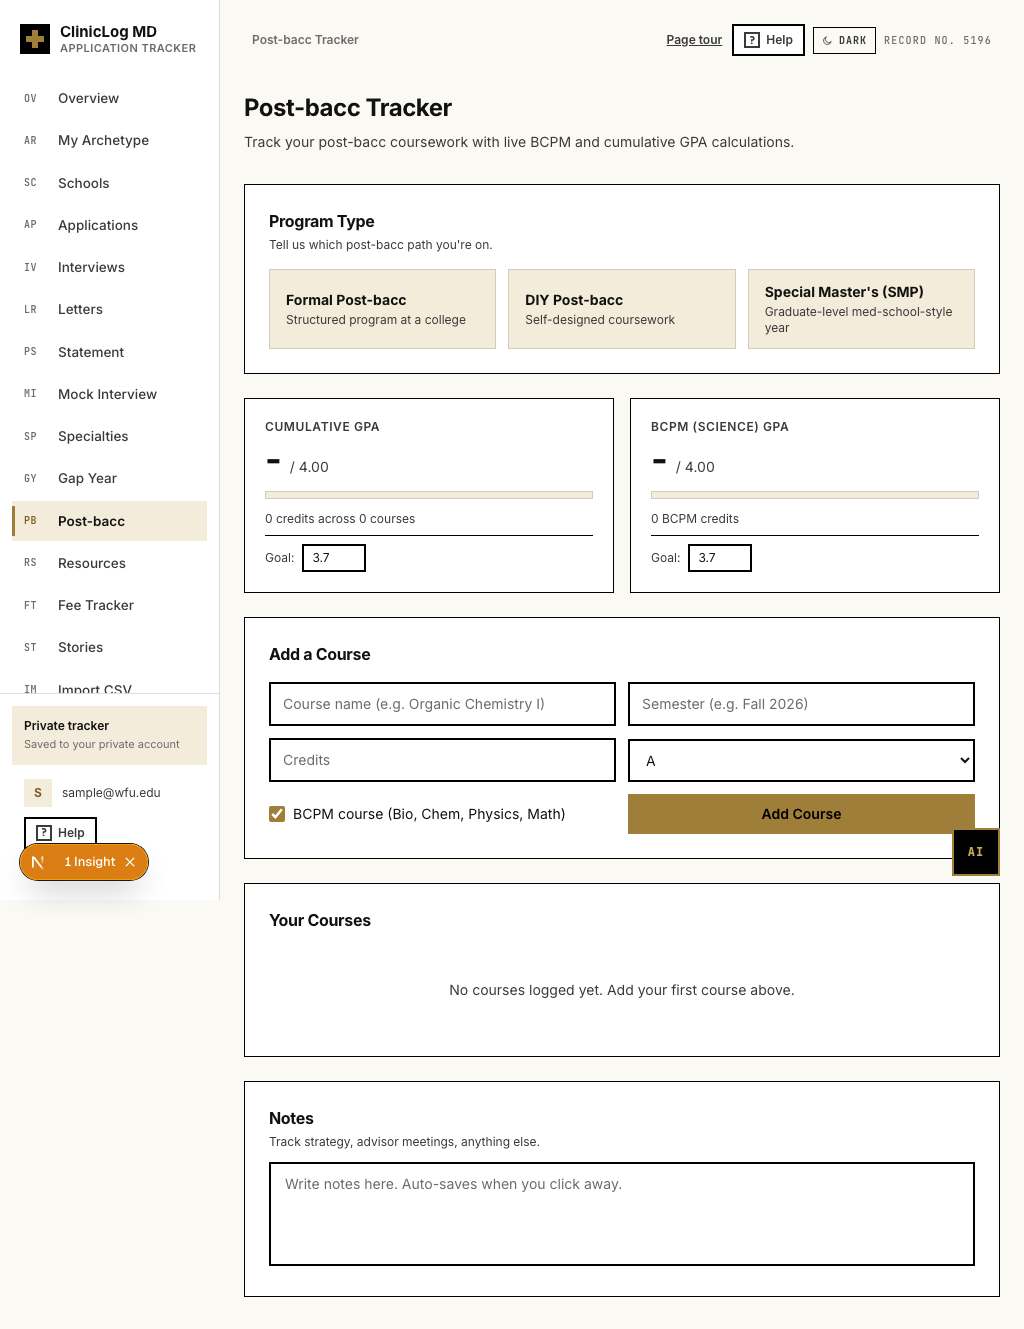 ClinicLog MD
APPLICATION TRACKER
OV Overview
AR My Archetype
SC Schools
AP Applications
IV Interviews
LR Letters
PS Statement
MI Mock Interview
SP Specialties
GY Gap Year
PB Post-bacc
RS Resources
FT Fee Tracker
ST Stories
IM Import CSV
Private tracker
Saved to your private account
S sample@wfu.edu
? Help
N 1 Insight
Post-bacc Tracker
Page tour ? Help DARK RECORD NO. 5196
Post-bacc Tracker
Track your post-bacc coursework with live BCPM and cumulative GPA calculations.
Program Type
Tell us which post-bacc path you're on.
Formal Post-bacc
Structured program at a college
DIY Post-bacc
Self-designed coursework
Special Master's (SMP)
Graduate-level med-school-style
year
CUMULATIVE GPA
– / 4.00
0 credits across 0 courses
Goal: 3.7
BCPM (SCIENCE) GPA
– / 4.00
0 BCPM credits
Goal: 3.7
Add a Course
Course name (e.g. Organic Chemistry I)
Semester (e.g. Fall 2026)
Credits
A
BCPM course (Bio, Chem, Physics, Math)
Add Course
AI
Your Courses
No courses logged yet. Add your first course above.
Notes
Track strategy, advisor meetings, anything else.
Write notes here. Auto-saves when you click away.